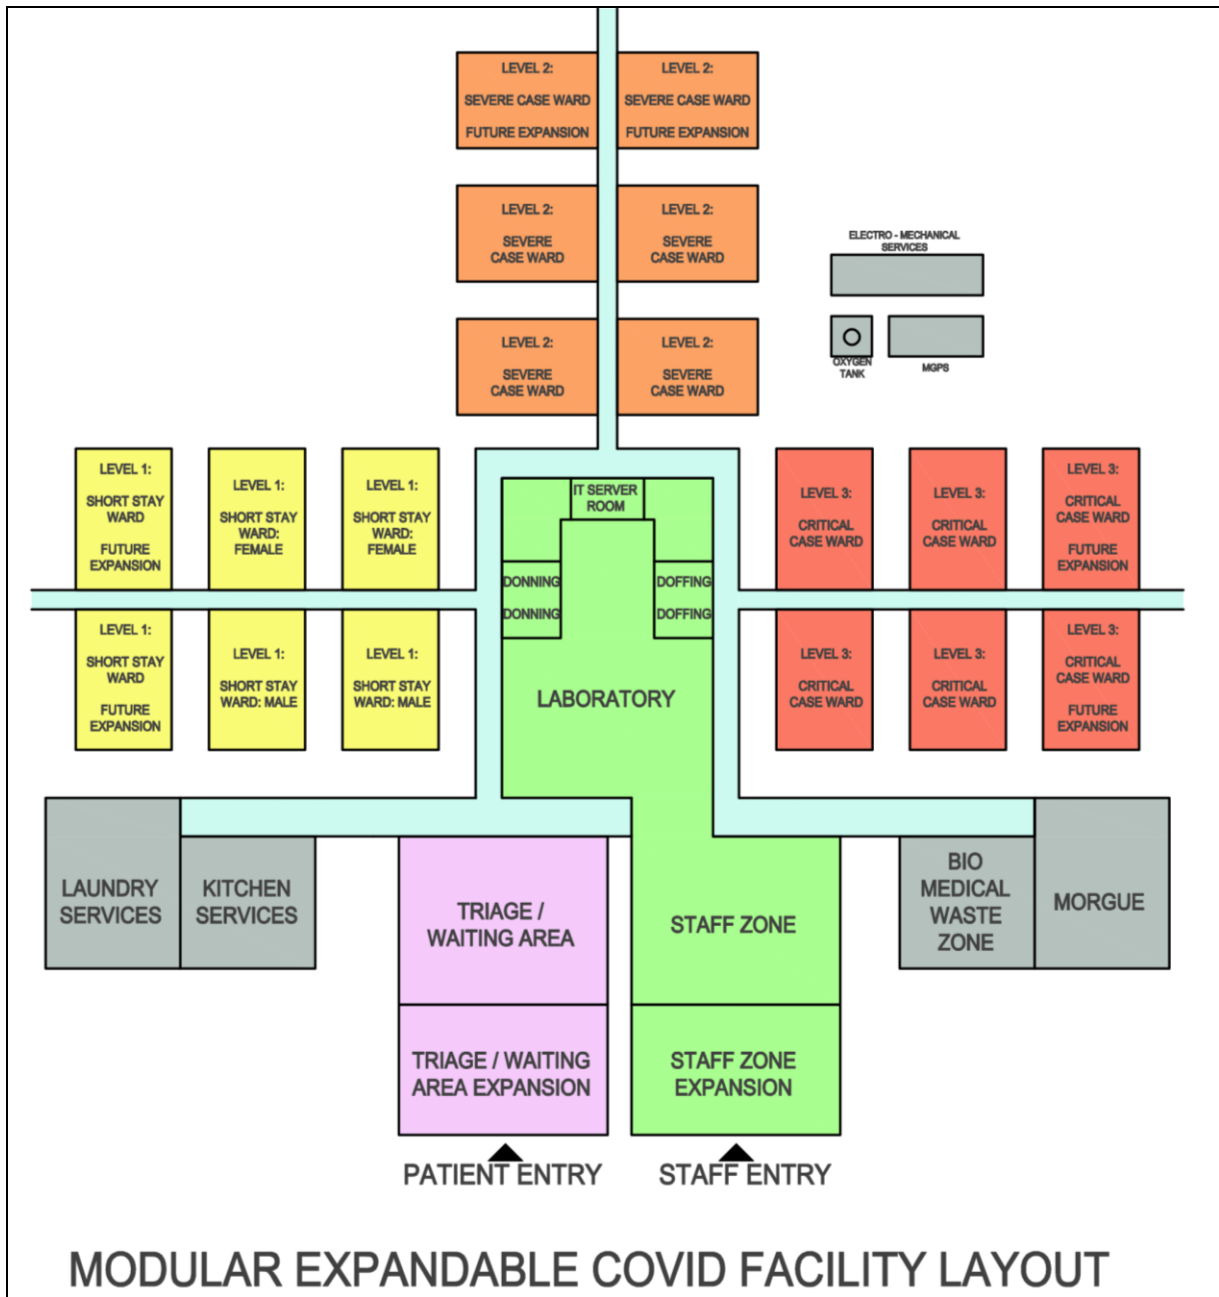 LEVEL 2:
SEVERE CASE WARD
FUTURE EXPANSION
LEVEL 2:
SEVERE CASE WARD
FUTURE EXPANSION
LEVEL 2:
SEVERE
CASE WARD
LEVEL 2:
SEVERE
CASE WARD
ELECTRO - MECHANICAL
SERVICES
OXYGEN
TANK
MGPS
LEVEL 2:
SEVERE
CASE WARD
LEVEL 2:
SEVERE
CASE WARD
LEVEL 1:
SHORT STAY
WARD
FUTURE
EXPANSION
LEVEL 1:
SHORT STAY
WARD:
FEMALE
LEVEL 1:
SHORT STAY
WARD:
FEMALE
IT SERVER
ROOM
LEVEL 3:
CRITICAL
CASE WARD
LEVEL 3:
CRITICAL
CASE WARD
LEVEL 3:
CRITICAL
CASE WARD
FUTURE
EXPANSION
DONNING
DONNING
DOFFING
DOFFING
LEVEL 1:
SHORT STAY
WARD
FUTURE
EXPANSION
LEVEL 1:
SHORT STAY
WARD: MALE
LEVEL 1:
SHORT STAY
WARD: MALE
LABORATORY
LEVEL 3:
CRITICAL
CASE WARD
LEVEL 3:
CRITICAL
CASE WARD
LEVEL 3:
CRITICAL
CASE WARD
FUTURE
EXPANSION
LAUNDRY
SERVICES
KITCHEN
SERVICES
TRIAGE /
WAITING AREA
STAFF ZONE
BIO
MEDICAL
WASTE
ZONE
MORGUE
TRIAGE / WAITING
AREA EXPANSION
STAFF ZONE
EXPANSION
PATIENT ENTRY
STAFF ENTRY
MODULAR EXPANDABLE COVID FACILITY LAYOUT